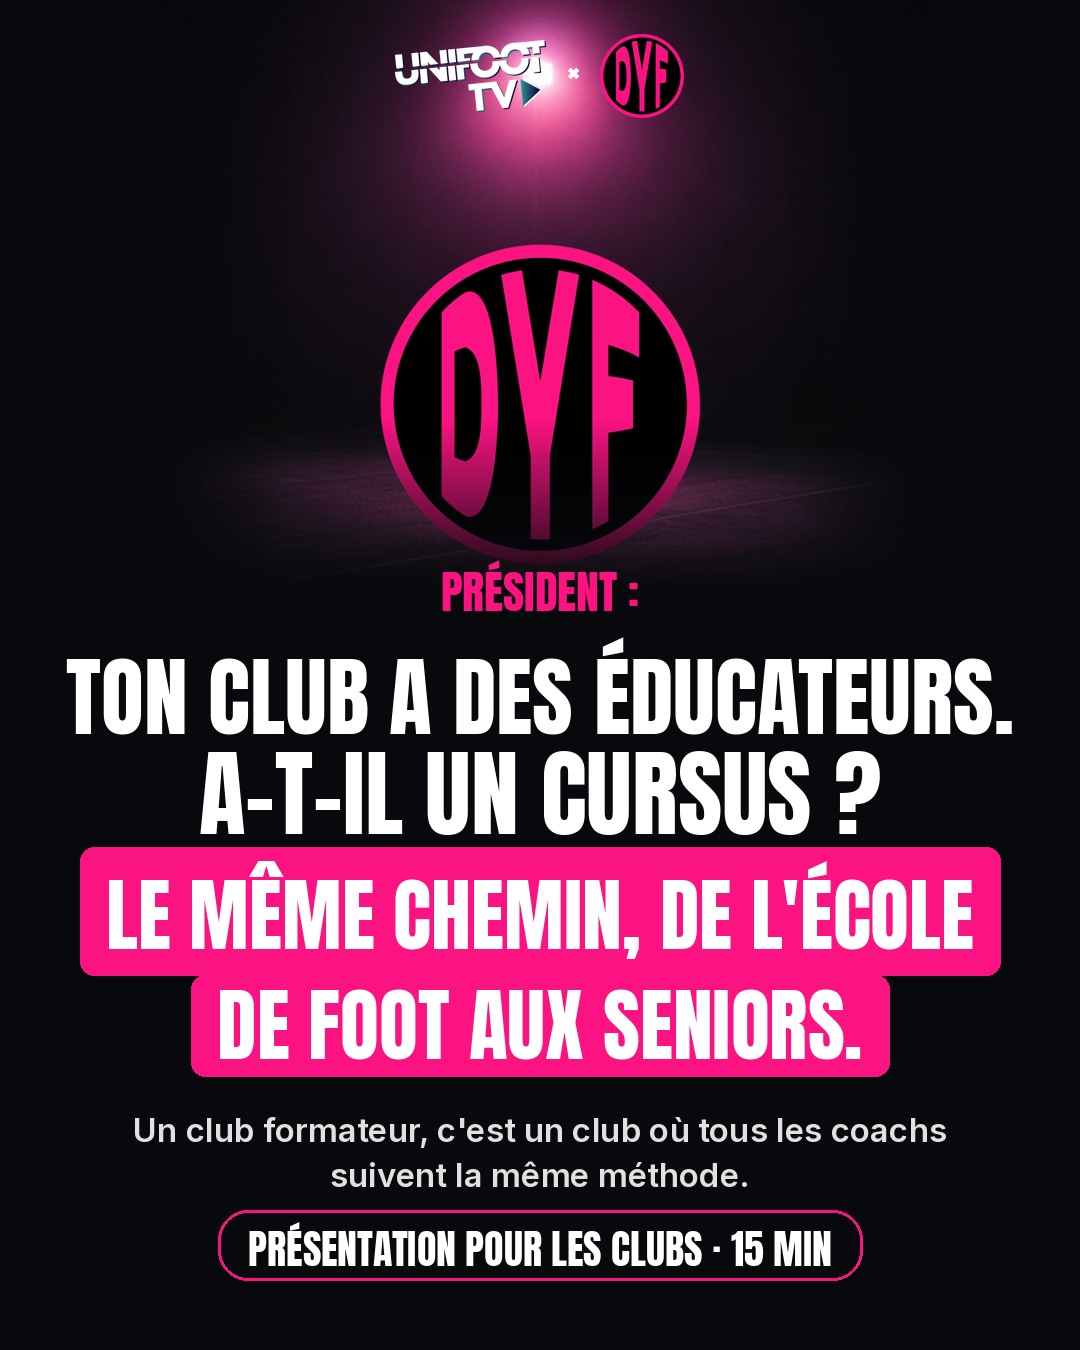 UNIFOOT
TV
×
DYF
DYF
PRÉSIDENT :
TON CLUB A DES ÉDUCATEURS.
A-T-IL UN CURSUS ?
LE MÊME CHEMIN, DE L'ÉCOLE
DE FOOT AUX SENIORS.
Un club formateur, c'est un club où tous les coachs
suivent la même méthode.
PRÉSENTATION POUR LES CLUBS · 15 MIN